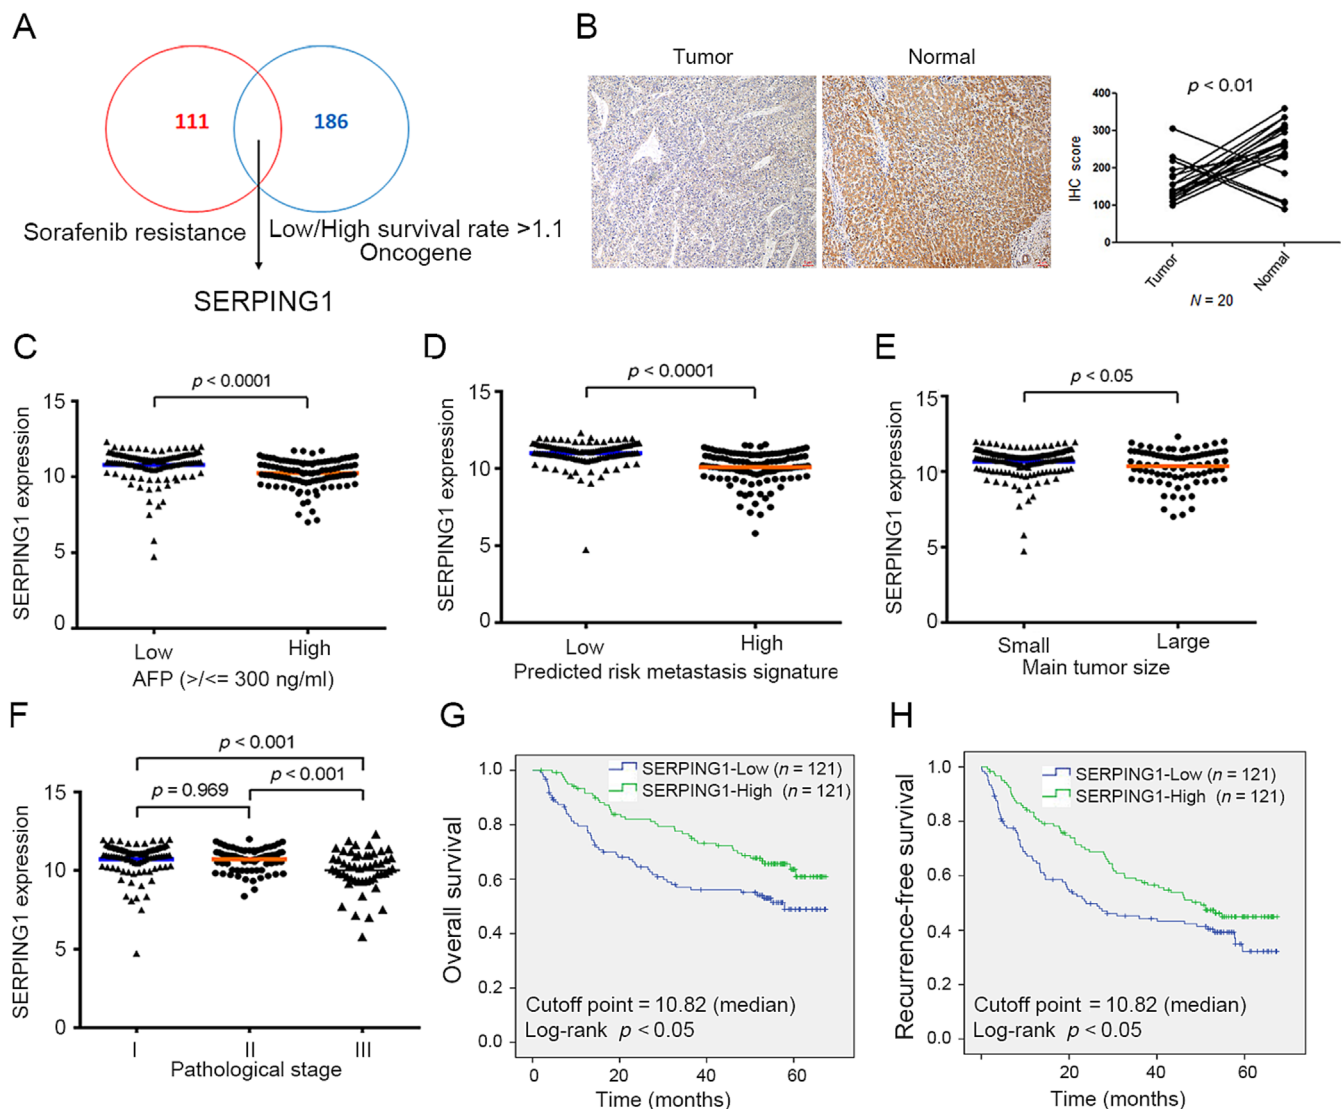 A
111
186
Sorafenib resistance
Low/High survival rate >1.1
Oncogene
SERPING1
B
Tumor
Normal
p < 0.01
IHC score
400
300
200
100
0
Tumor
Normal
N = 20
C
p < 0.0001
SERPING1 expression
15
10
5
0
Low
High
AFP (>/<= 300 ng/ml)
D
p < 0.0001
SERPING1 expression
15
10
5
0
Low
High
Predicted risk metastasis signature
E
p < 0.05
SERPING1 expression
15
10
5
0
Small
Large
Main tumor size
F
p < 0.001
p < 0.001
p = 0.969
SERPING1 expression
15
10
5
0
I
II
III
Pathological stage
G
SERPING1-Low (n = 121)
SERPING1-High (n = 121)
Overall survival
1.0
0.8
0.6
0.4
0.2
0.0
Cutoff point = 10.82 (median)
Log-rank p < 0.05
0
20
40
60
Time (months)
H
SERPING1-Low (n = 121)
SERPING1-High (n = 121)
Recurrence-free survival
1.0
0.8
0.6
0.4
0.2
0.0
Cutoff point = 10.82 (median)
Log-rank p < 0.05
20
40
60
Time (months)